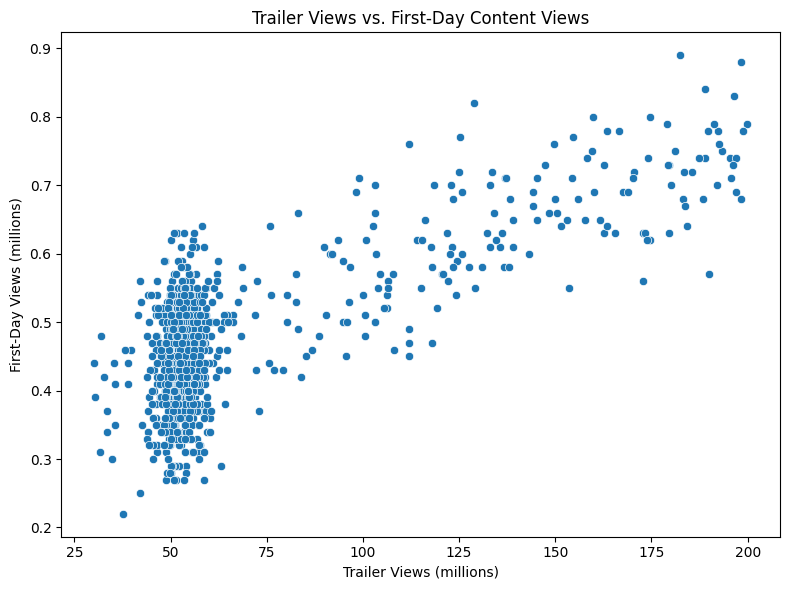 Trailer Views vs. First-Day Content Views
First-Day Views (millions)
0.9
0.8
0.7
0.6
0.5
0.4
0.3
0.2
25 50 75 100 125 150 175 200
Trailer Views (millions)